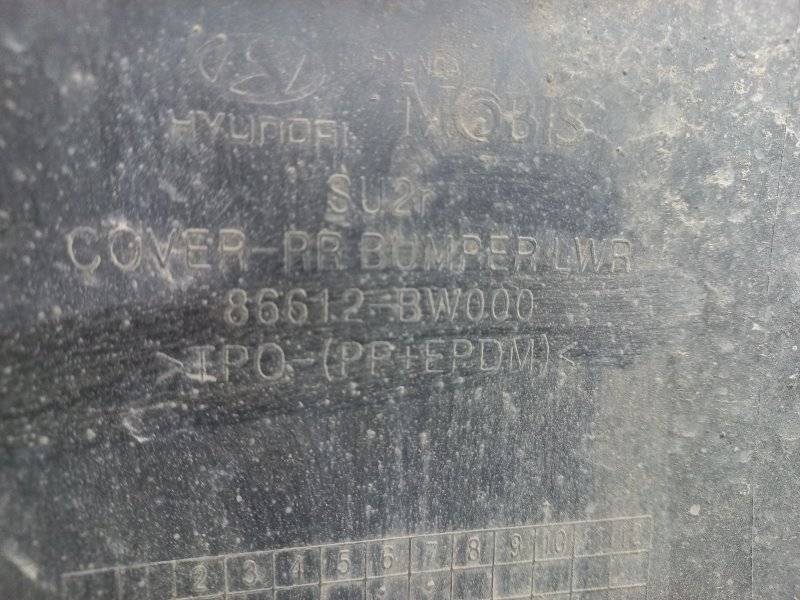 HYUNDAI MOBIS
SU2r
COVER-RR BUMPER LWR
86612-BW000
>TPO-(PP+EPDM)<
2 3 4 5 6 7 8 9 10 11 12